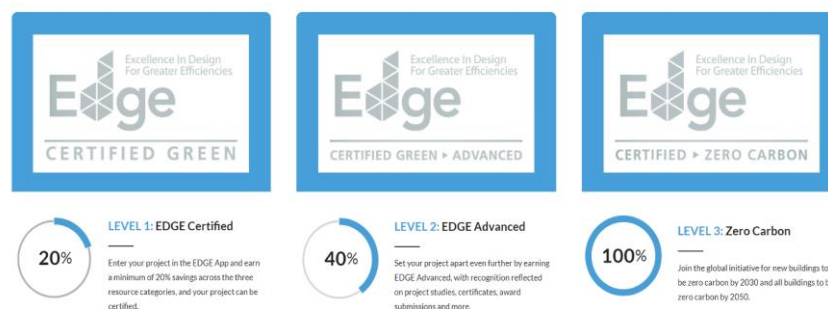 Edge
Excellence In Design
For Greater Efficiencies
CERTIFIED GREEN
Edge
Excellence In Design
For Greater Efficiencies
CERTIFIED GREEN ▸ ADVANCED
Edge
Excellence In Design
For Greater Efficiencies
CERTIFIED ▸ ZERO CARBON
20%
LEVEL 1: EDGE Certified
Enter your project in the EDGE App and earn
a minimum of 20% savings across the three
resource categories, and your project can be
certified.
40%
LEVEL 2: EDGE Advanced
Set your project apart even further by earning
EDGE Advanced, with recognition reflected
on project studies, certificates, award
submissions and more.
100%
LEVEL 3: Zero Carbon
Join the global initiative for new buildings to
be zero carbon by 2030 and all buildings to b
zero carbon by 2050.